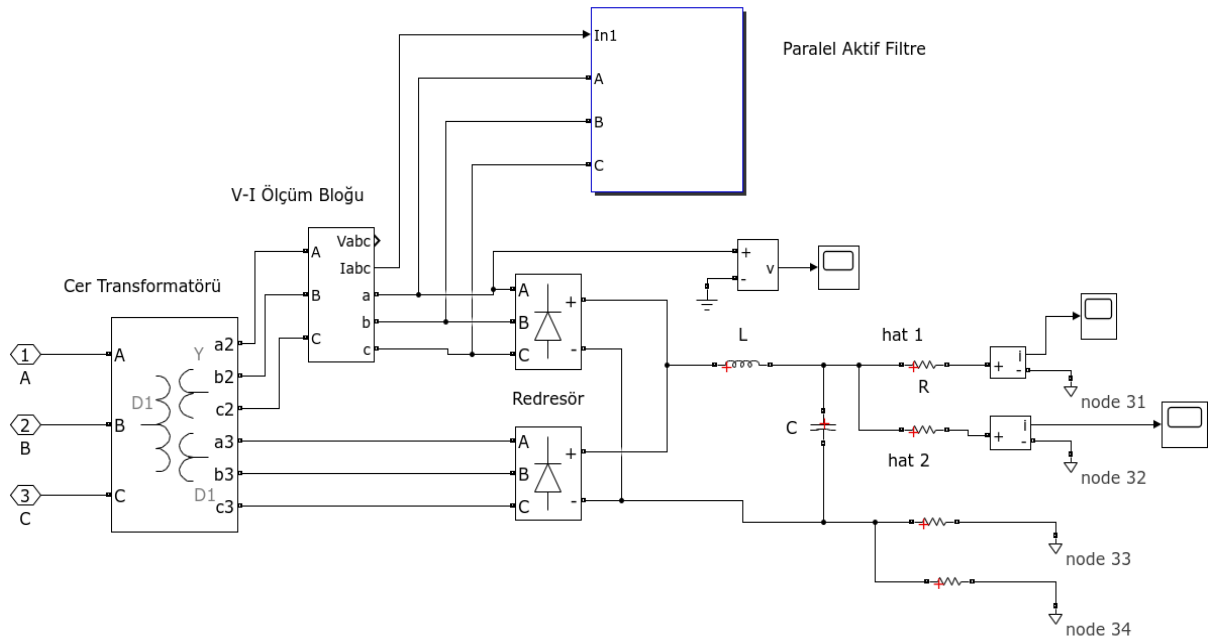 In1
A
B
C
Paralel Aktif Filtre
V-I Ölçüm Bloğu
A
B
C
Vabc
Iabc
a
b
c
+
-
v
Cer Transformatörü
1
A
2
B
3
C
A
B
C
Y
D1
D1
a2
b2
c2
a3
b3
c3
A
B
C
+
-
Redresör
A
B
C
+
-
L
C
hat 1
R
+
i
-
node 31
hat 2
+
i
-
node 32
node 33
node 34